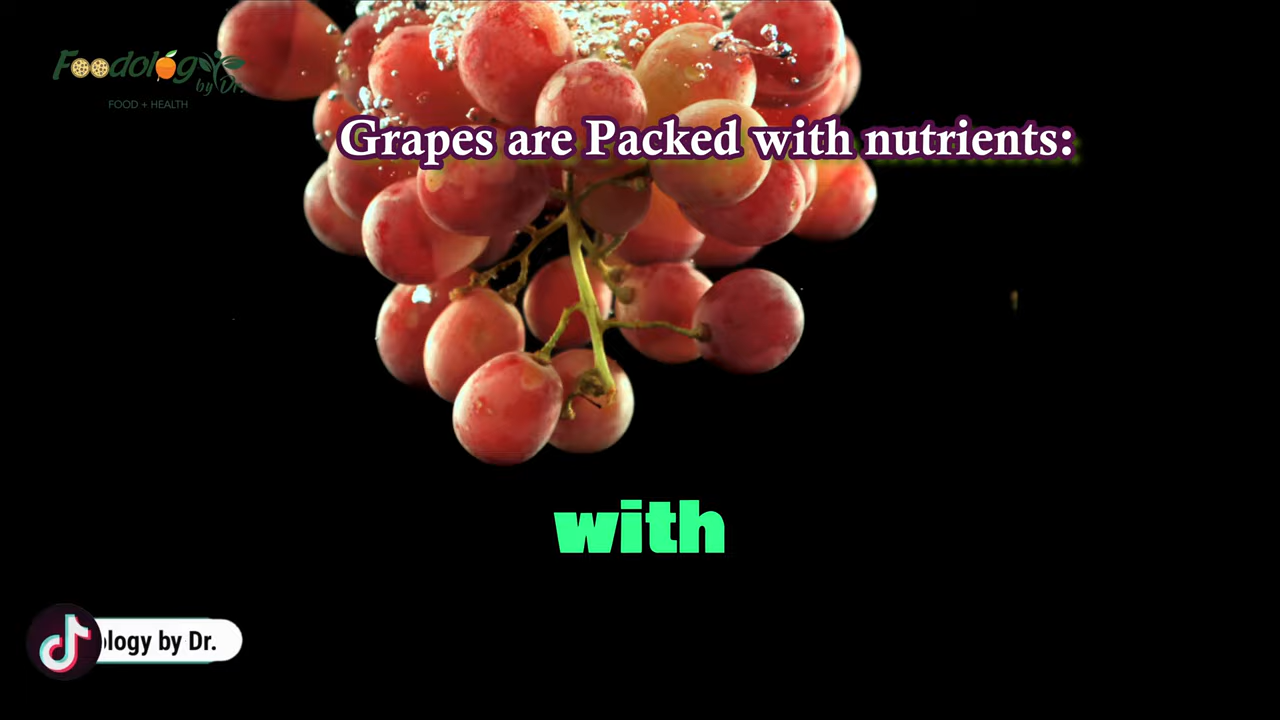 Foodology
by Dr.
FOOD + HEALTH
Grapes are Packed with nutrients:
with
ology by Dr.